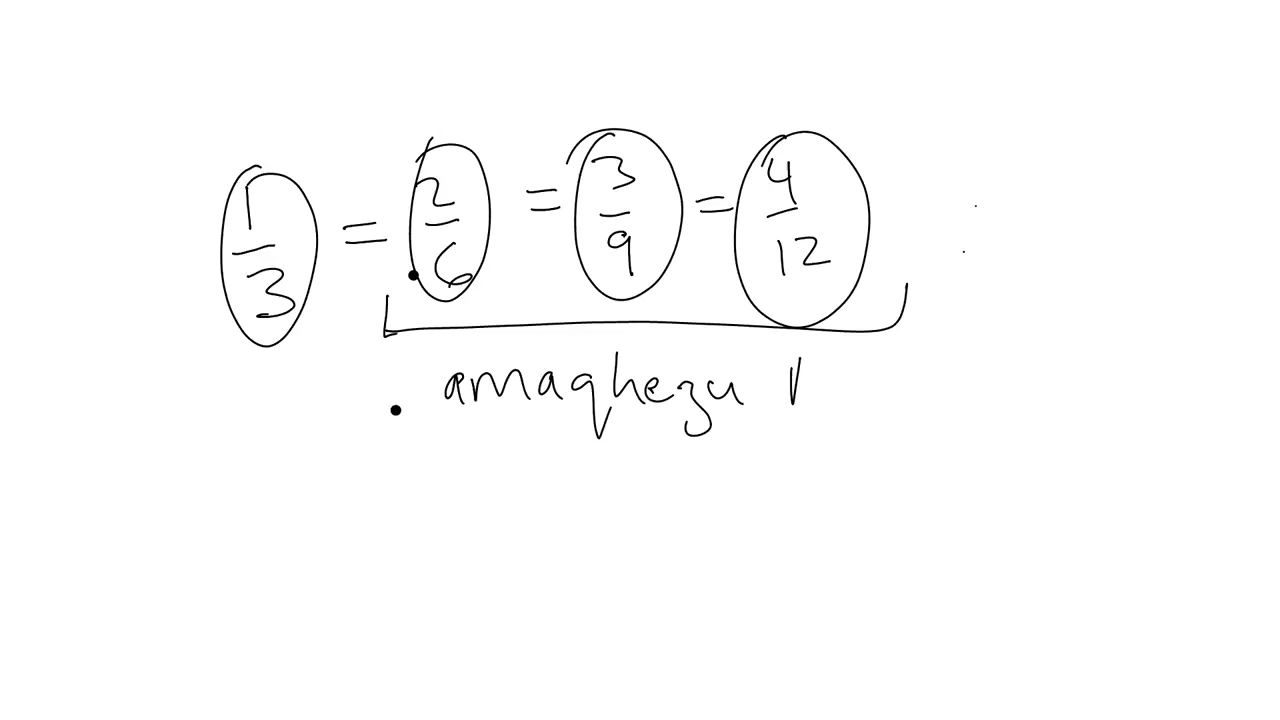 1/3 = 2/6 = 3/9 = 4/12
amaqhezu